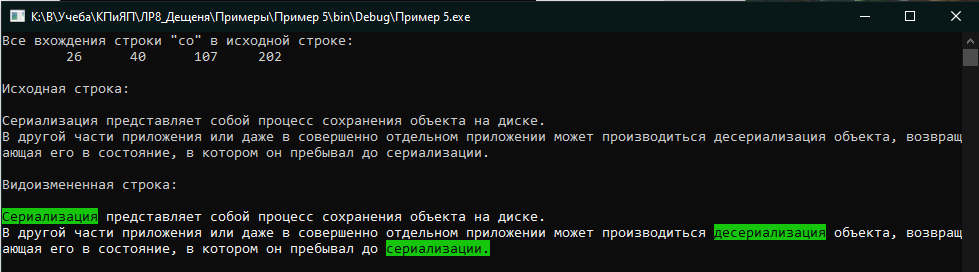 K:\В\Учеба\КПиЯП\ЛР8_Дещеня\Примеры\Пример 5\bin\Debug\Пример 5.exe
Все вхождения строки "со" в исходной строке:
26 40 107 202
Исходная строка:
Сериализация представляет собой процесс сохранения объекта на диске.
В другой части приложения или даже в совершенно отдельном приложении может производиться десериализация объекта, возвращ
ающая его в состояние, в котором он пребывал до сериализации.
Видоизмененная строка:
Сериализация представляет собой процесс сохранения объекта на диске.
В другой части приложения или даже в совершенно отдельном приложении может производиться десериализация объекта, возвращ
ающая его в состояние, в котором он пребывал до сериализации.